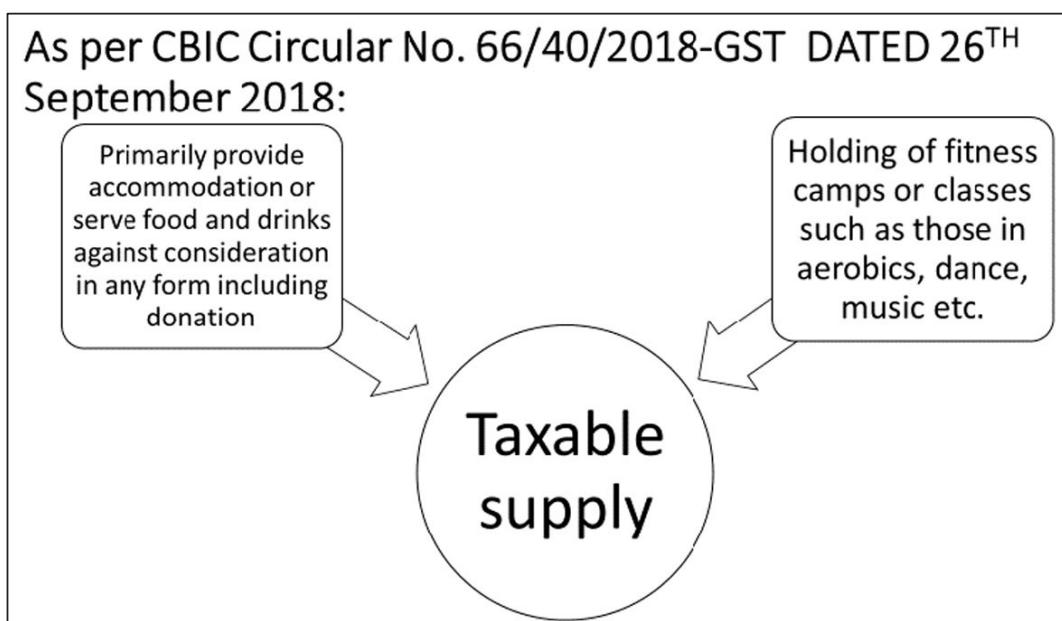 As per CBIC Circular No. 66/40/2018-GST DATED 26TH
September 2018:
Primarily provide
accommodation or
serve food and drinks
against consideration
in any form including
donation
Holding of fitness
camps or classes
such as those in
aerobics, dance,
music etc.
Taxable
supply